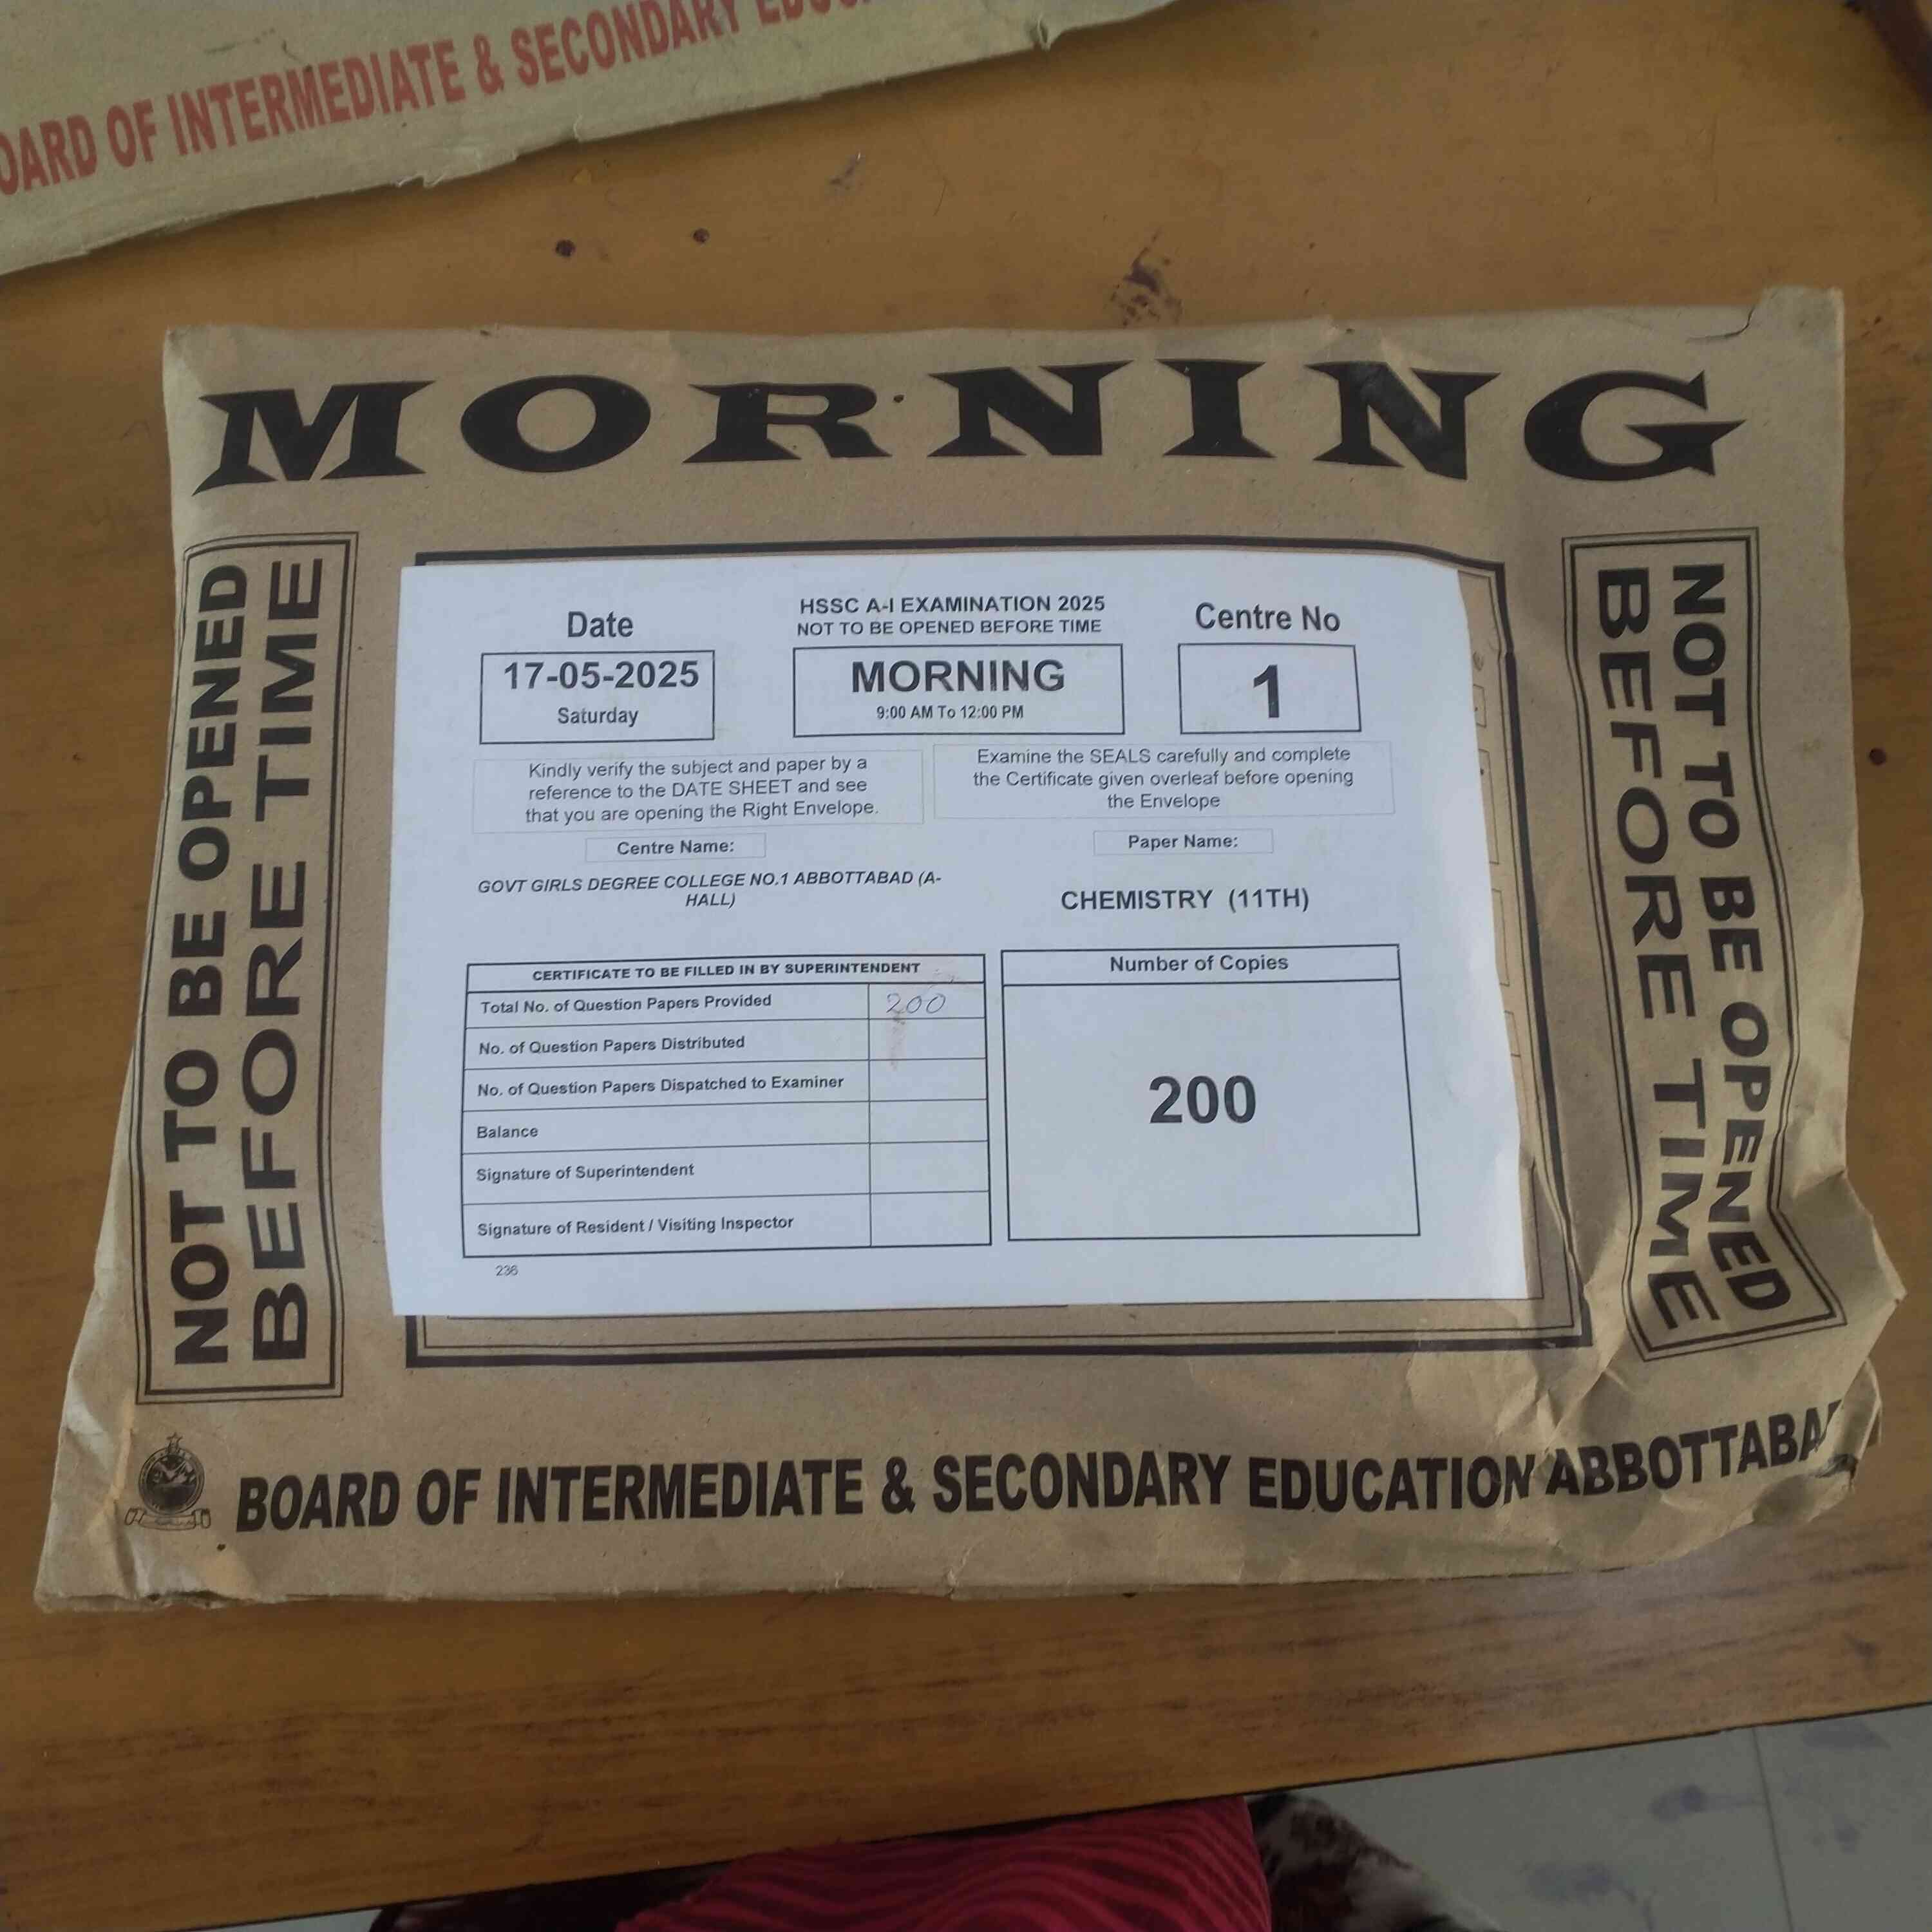 OARD OF INTERMEDIATE & SECONDARY
MORNING
NOT TO BE OPENED
BEFORE TIME
Date
17-05-2025
Saturday
HSSC A-I EXAMINATION 2025
NOT TO BE OPENED BEFORE TIME
MORNING
9:00 AM To 12:00 PM
Centre No
1
Kindly verify the subject and paper by a
reference to the DATE SHEET and see
that you are opening the Right Envelope.
Examine the SEALS carefully and complete
the Certificate given overleaf before opening
the Envelope
Centre Name:
GOVT GIRLS DEGREE COLLEGE NO.1 ABBOTTABAD (A-
HALL)
Paper Name:
CHEMISTRY (11TH)
CERTIFICATE TO BE FILLED IN BY SUPERINTENDENT
Total No. of Question Papers Provided 200
No. of Question Papers Distributed
No. of Question Papers Dispatched to Examiner
Balance
Signature of Superintendent
Signature of Resident / Visiting Inspector
Number of Copies
200
236
NOT TO BE OPENED
BEFORE TIME
BOARD OF INTERMEDIATE & SECONDARY EDUCATION ABBOTTABA